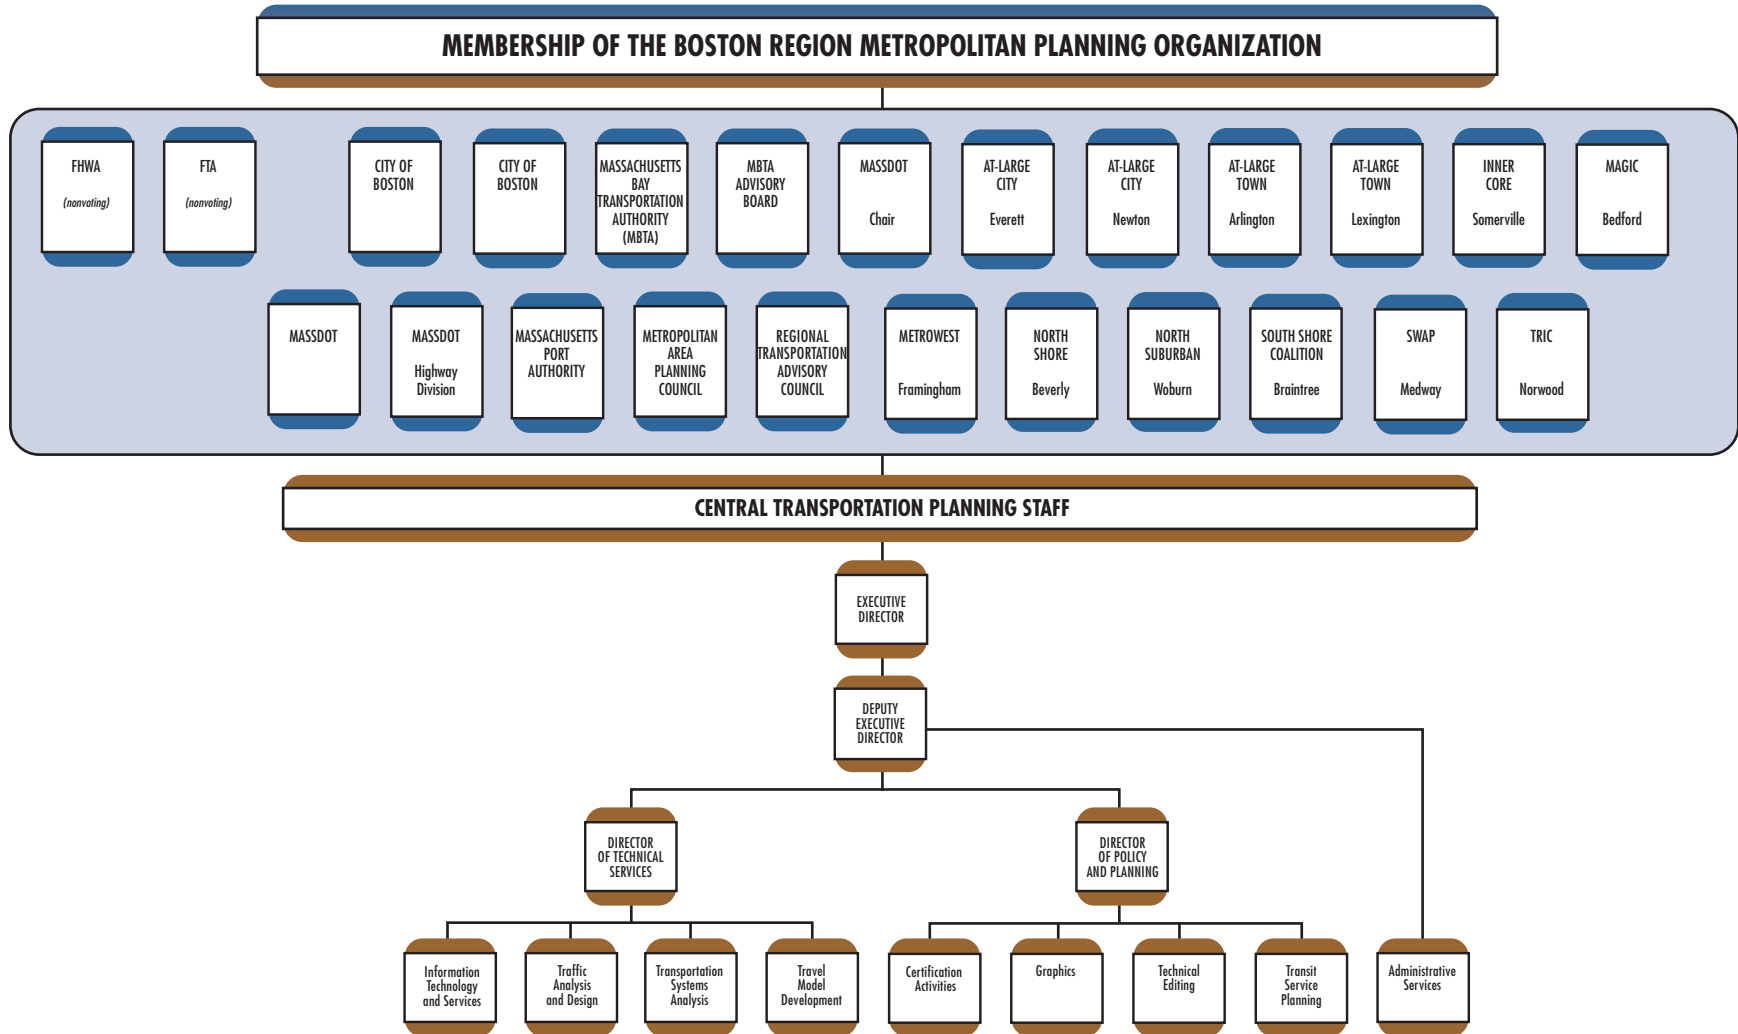 MEMBERSHIP OF THE BOSTON REGION METROPOLITAN PLANNING ORGANIZATION
FHWA
(nonvoting)
FTA
(nonvoting)
CITY OF
BOSTON
CITY OF
BOSTON
MASSACHUSETTS
BAY
TRANSPORTATION
AUTHORITY
(MBTA)
MBTA
ADVISORY
BOARD
MASSDOT
Chair
AT-LARGE
CITY
Everett
AT-LARGE
CITY
Newton
AT-LARGE
TOWN
Arlington
AT-LARGE
TOWN
Lexington
INNER
CORE
Somerville
MAGIC
Bedford
MASSDOT
MASSDOT
Highway
Division
MASSACHUSETTS
PORT
AUTHORITY
METROPOLITAN
AREA
PLANNING
COUNCIL
REGIONAL
TRANSPORTATION
ADVISORY
COUNCIL
METROWEST
Framingham
NORTH
SHORE
Beverly
NORTH
SUBURBAN
Woburn
SOUTH SHORE
COALITION
Braintree
SWAP
Medway
TRIC
Norwood
CENTRAL TRANSPORTATION PLANNING STAFF
EXECUTIVE
DIRECTOR
DEPUTY
EXECUTIVE
DIRECTOR
DIRECTOR
OF TECHNICAL
SERVICES
DIRECTOR
OF POLICY
AND PLANNING
Information
Technology
and Services
Traffic
Analysis
and Design
Transportation
Systems
Analysis
Travel
Model
Development
Certification
Activities
Graphics
Technical
Editing
Transit
Service
Planning
Administrative
Services